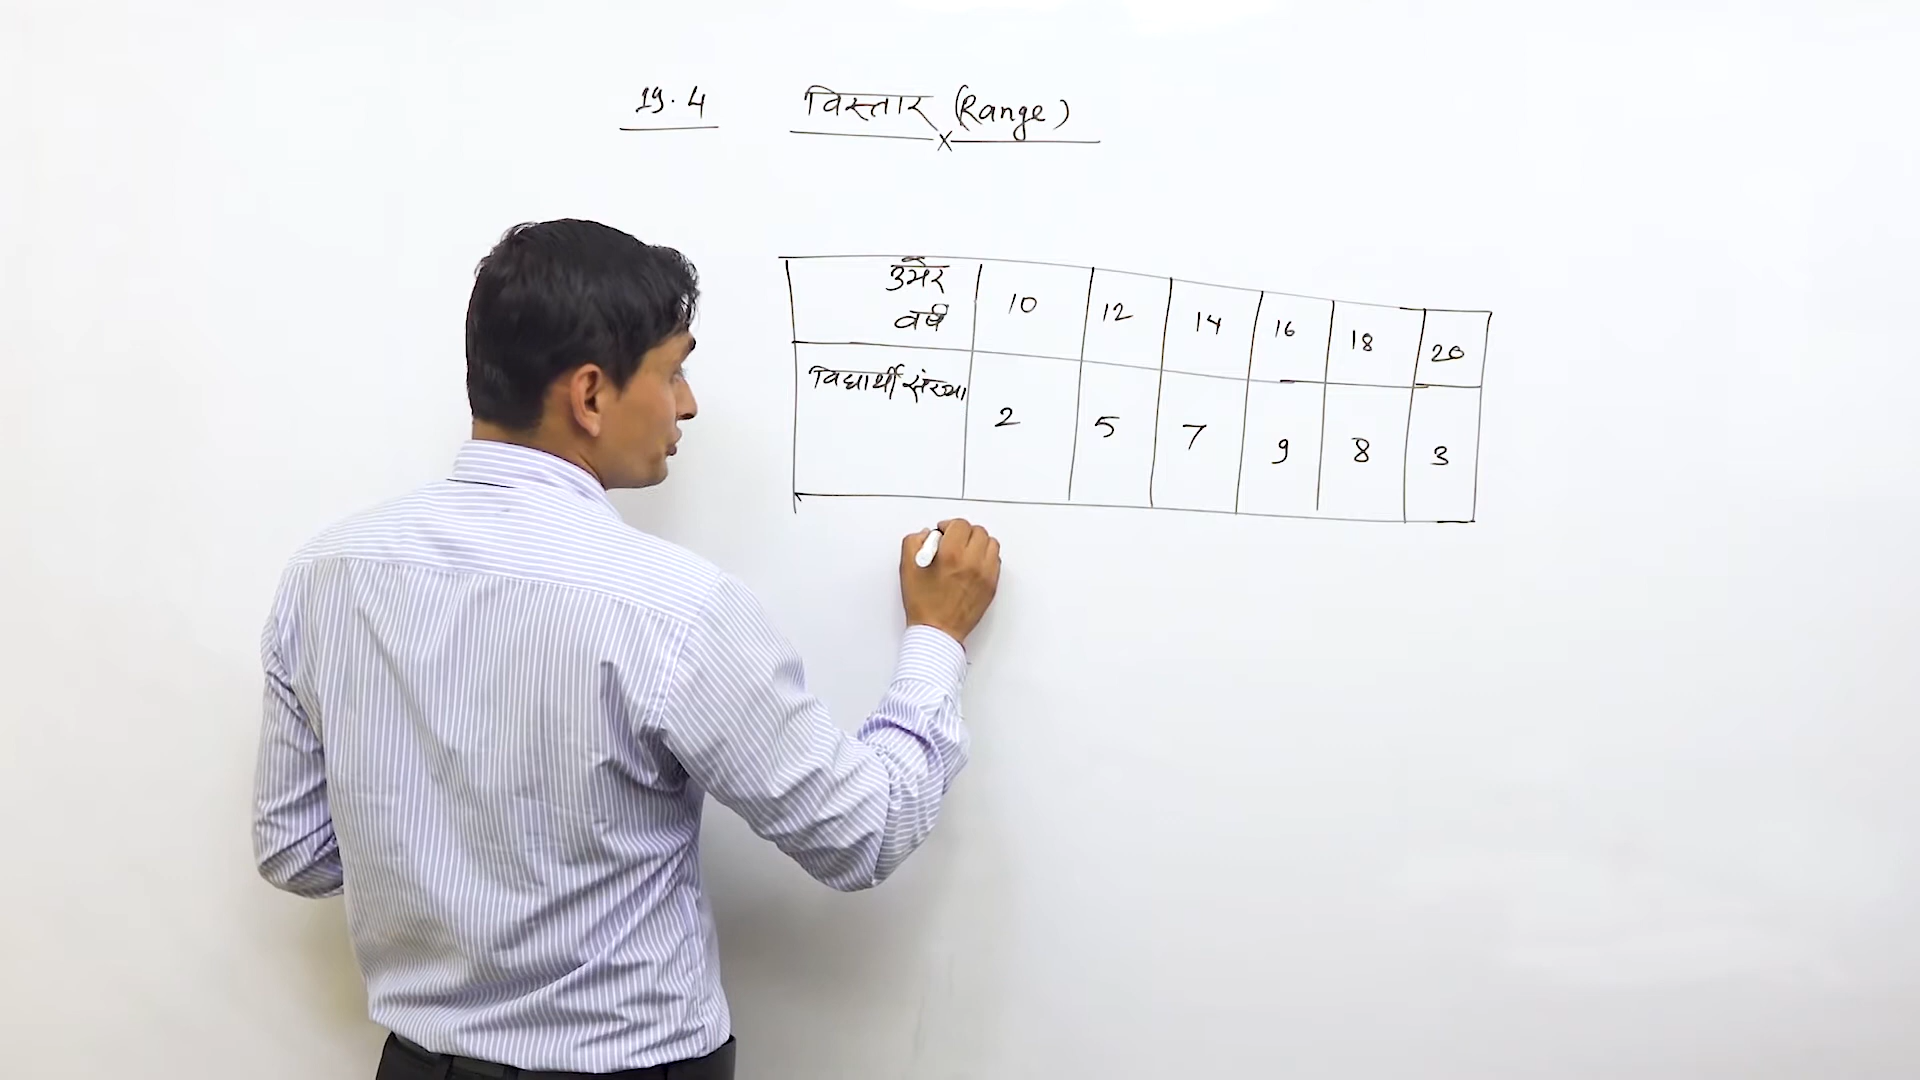 19.4 विस्तार (Range)
उमेर 10 12 14 16 18 20
वर्ष
विद्यार्थी संख्या 2 5 7 9 8 3